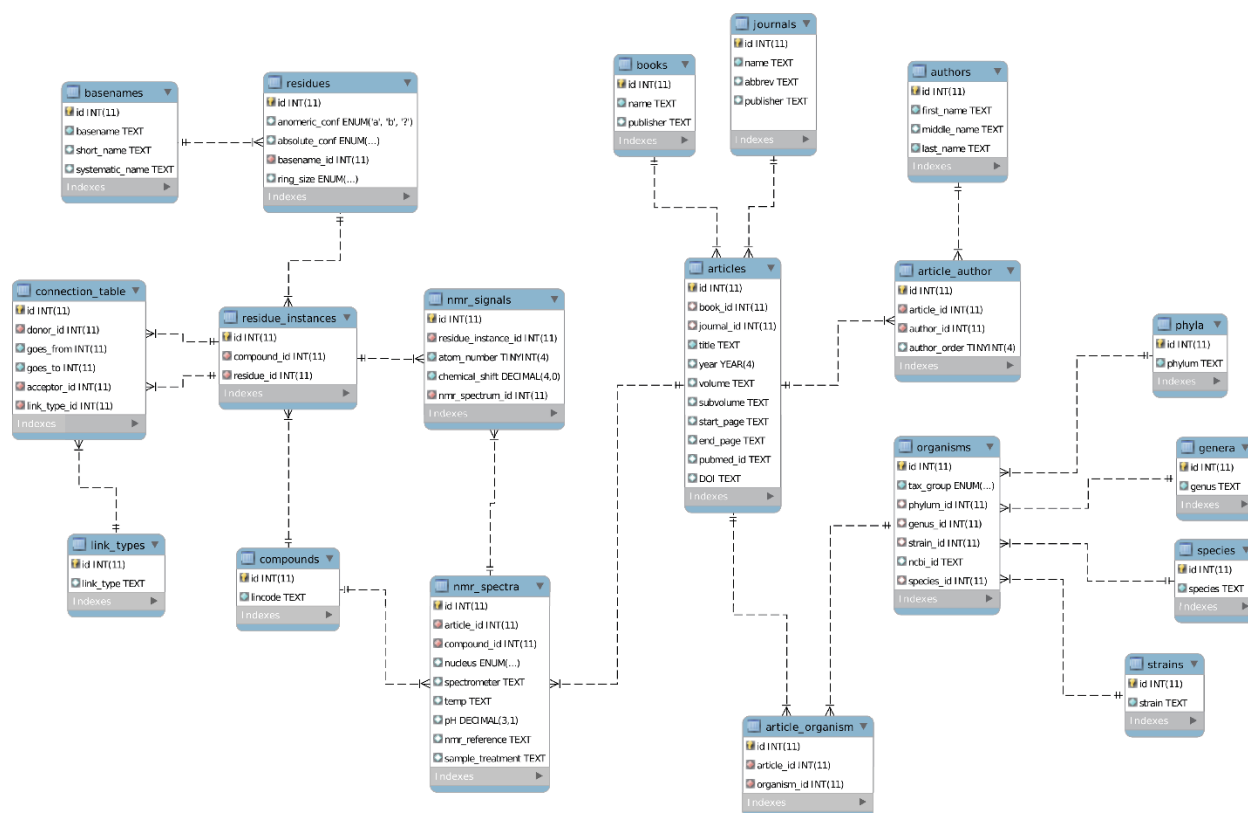 basenames
id INT(11)
basename TEXT
short_name TEXT
systematic_name TEXT
Indexes
residues
id INT(11)
anomeric_conf ENUM('a', 'b', '?')
absolute_conf ENUM(...)
basename_id INT(11)
ring_size ENUM(...)
Indexes
books
id INT(11)
name TEXT
publisher TEXT
Indexes
journals
id INT(11)
name TEXT
abbrev TEXT
publisher TEXT
Indexes
authors
id INT(11)
first_name TEXT
middle_name TEXT
last_name TEXT
Indexes
connection_table
id INT(11)
donor_id INT(11)
goes_from INT(11)
goes_to INT(11)
acceptor_id INT(11)
link_type_id INT(11)
Indexes
residue_instances
id INT(11)
compound_id INT(11)
residue_id INT(11)
Indexes
nmr_signals
id INT(11)
residue_instance_id INT(11)
atom_number TINYINT(4)
chemical_shift DECIMAL(4,0)
nmr_spectrum_id INT(11)
Indexes
articles
id INT(11)
book_id INT(11)
journal_id INT(11)
title TEXT
year YEAR(4)
volume TEXT
subvolume TEXT
start_page TEXT
end_page TEXT
pubmed_id TEXT
DOI TEXT
Indexes
article_author
id INT(11)
article_id INT(11)
author_id INT(11)
author_order TINYINT(4)
Indexes
phyla
id INT(11)
phylum TEXT
Indexes
organisms
id INT(11)
tax_group ENUM(...)
phylum_id INT(11)
genus_id INT(11)
strain_id INT(11)
ncbi_id TEXT
species_id INT(11)
Indexes
genera
id INT(11)
genus TEXT
Indexes
species
id INT(11)
species TEXT
Indexes
link_types
id INT(11)
link_type TEXT
Indexes
compounds
id INT(11)
lincode TEXT
Indexes
nmr_spectra
id INT(11)
article_id INT(11)
compound_id INT(11)
nucleus ENUM(...)
spectrometer TEXT
temp TEXT
pH DECIMAL(3,1)
nmr_reference TEXT
sample_treatment TEXT
Indexes
strains
id INT(11)
strain TEXT
Indexes
article_organism
id INT(11)
article_id INT(11)
organism_id INT(11)
Indexes